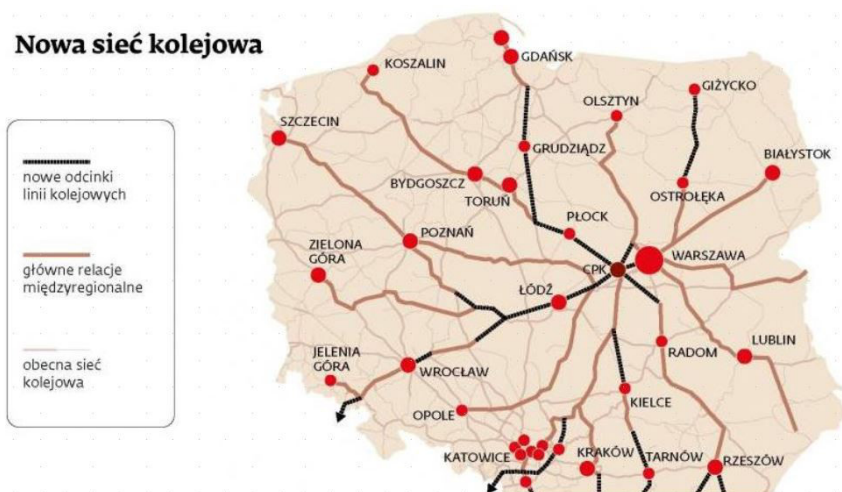 Nowa sieć kolejowa
nowe odcinki
linii kolejowych
główne relacje
międzyregionalne
obecna sieć
kolejowa
GDAŃSK
KOSZALIN
GIŻYCKO
OLSZTYN
SZCZECIN
GRUDZIĄDZ
BIAŁYSTOK
BYDGOSZCZ
TORUŃ
OSTROŁĘKA
PŁOCK
POZNAŃ
ZIELONA
GÓRA
WARSZAWA
CPK
ŁÓDŹ
LUBLIN
RADOM
JELENIA
GÓRA
WROCŁAW
KIELCE
OPOLE
KATOWICE
KRAKÓW
TARNÓW
RZESZÓW